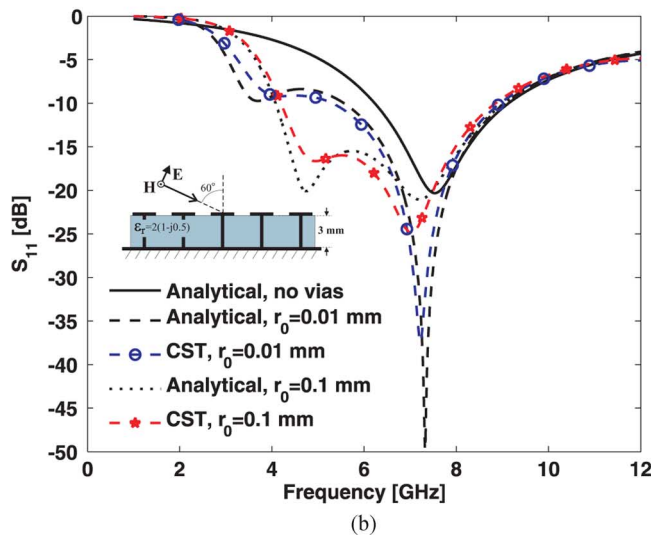 0
-5
-10
-15
-20
-25
-30
-35
-40
-45
-50
S11 [dB]
E
H
60°
εr=2(1-j0.5)
3 mm
Analytical, no vias
Analytical, r0=0.01 mm
CST, r0=0.01 mm
Analytical, r0=0.1 mm
CST, r0=0.1 mm
0 2 4 6 8 10 12
Frequency [GHz]
(b)